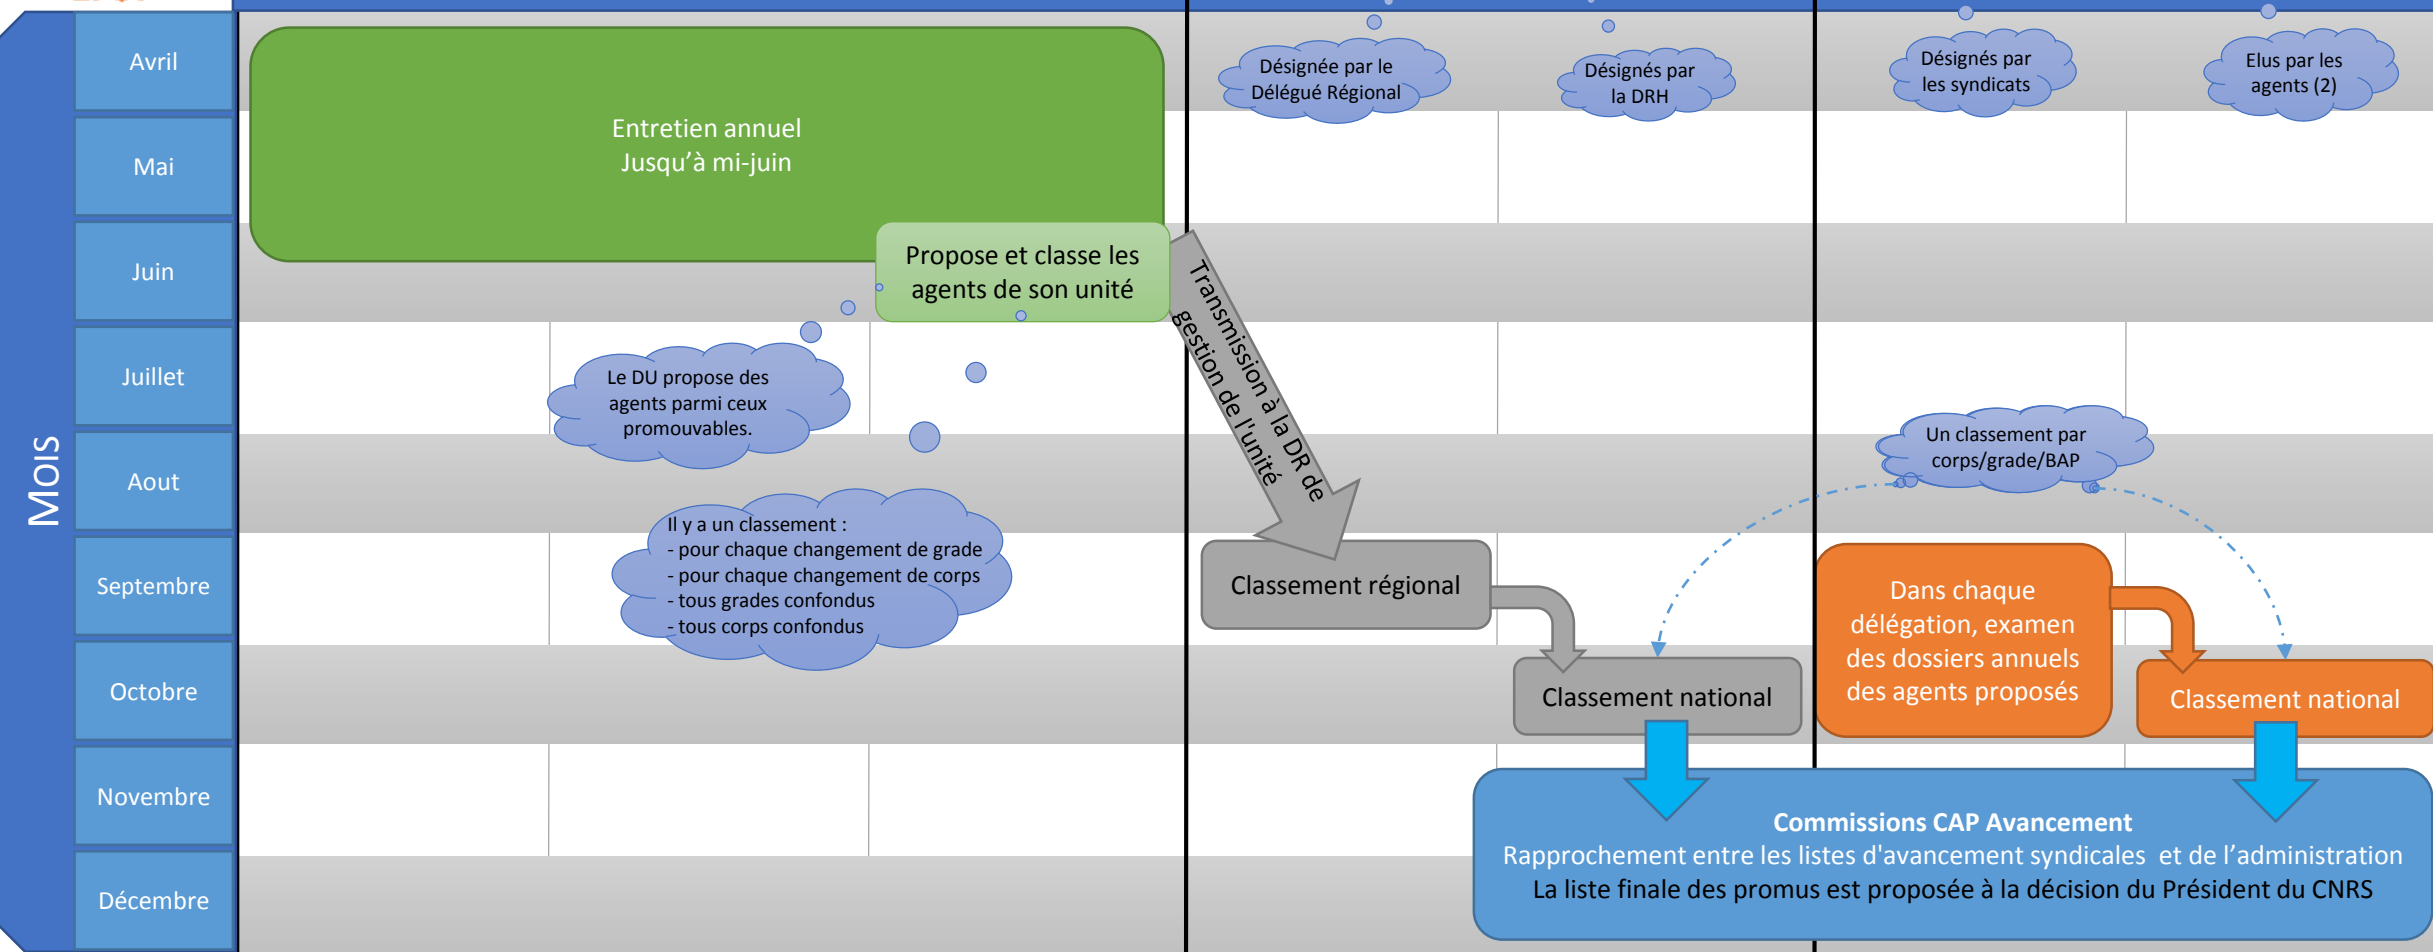 Mois
Avril
Mai
Juin
Juillet
Aout
Septembre
Octobre
Novembre
Décembre
Entretien annuel
Jusqu'à mi-juin
Propose et classe les
agents de son unité
Le DU propose des
agents parmi ceux
promouvables.
Il y a un classement :
- pour chaque changement de grade
- pour chaque changement de corps
- tous grades confondus
- tous corps confondus
Désignée par le
Délégué Régional
Désignés par
la DRH
Désignés par
les syndicats
Elus par les
agents (2)
Transmission à la DR de
gestion de l'unité
Classement régional
Classement national
Un classement par
corps/grade/BAP
Dans chaque
délégation, examen
des dossiers annuels
des agents proposés
Classement national
Commissions CAP Avancement
Rapprochement entre les listes d'avancement syndicales et de l'administration
La liste finale des promus est proposée à la décision du Président du CNRS